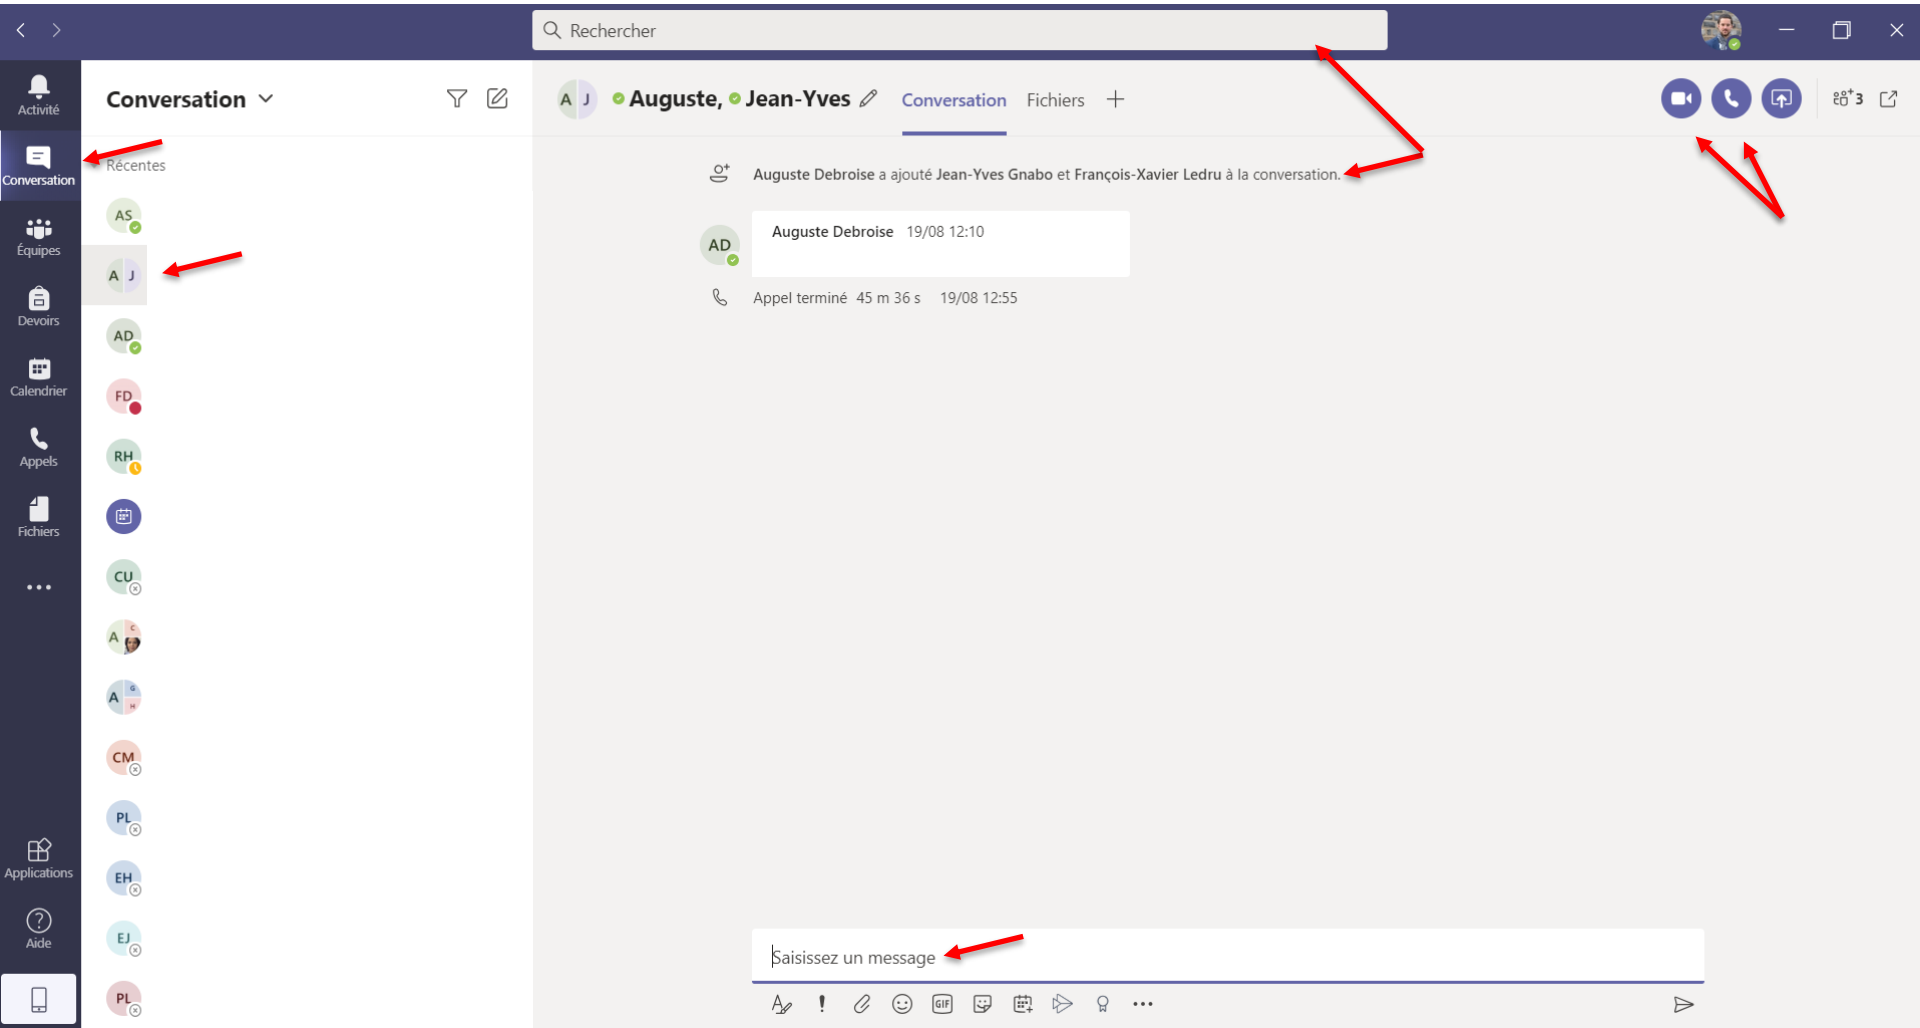 Rechercher
Activité
Conversation
Équipes
Devoirs
Calendrier
Appels
Fichiers
Applications
Aide
Conversation
Récentes
AS
A J
AD
FD
RH
CU
A C
A G H
CM
PL
EH
EJ
PL
A J Auguste, Jean-Yves Conversation Fichiers 3
Auguste Debroise a ajouté Jean-Yves Gnabo et François-Xavier Ledru à la conversation.
AD Auguste Debroise 19/08 12:10
Appel terminé 45 m 36 s 19/08 12:55
Saisissez un message
GIF